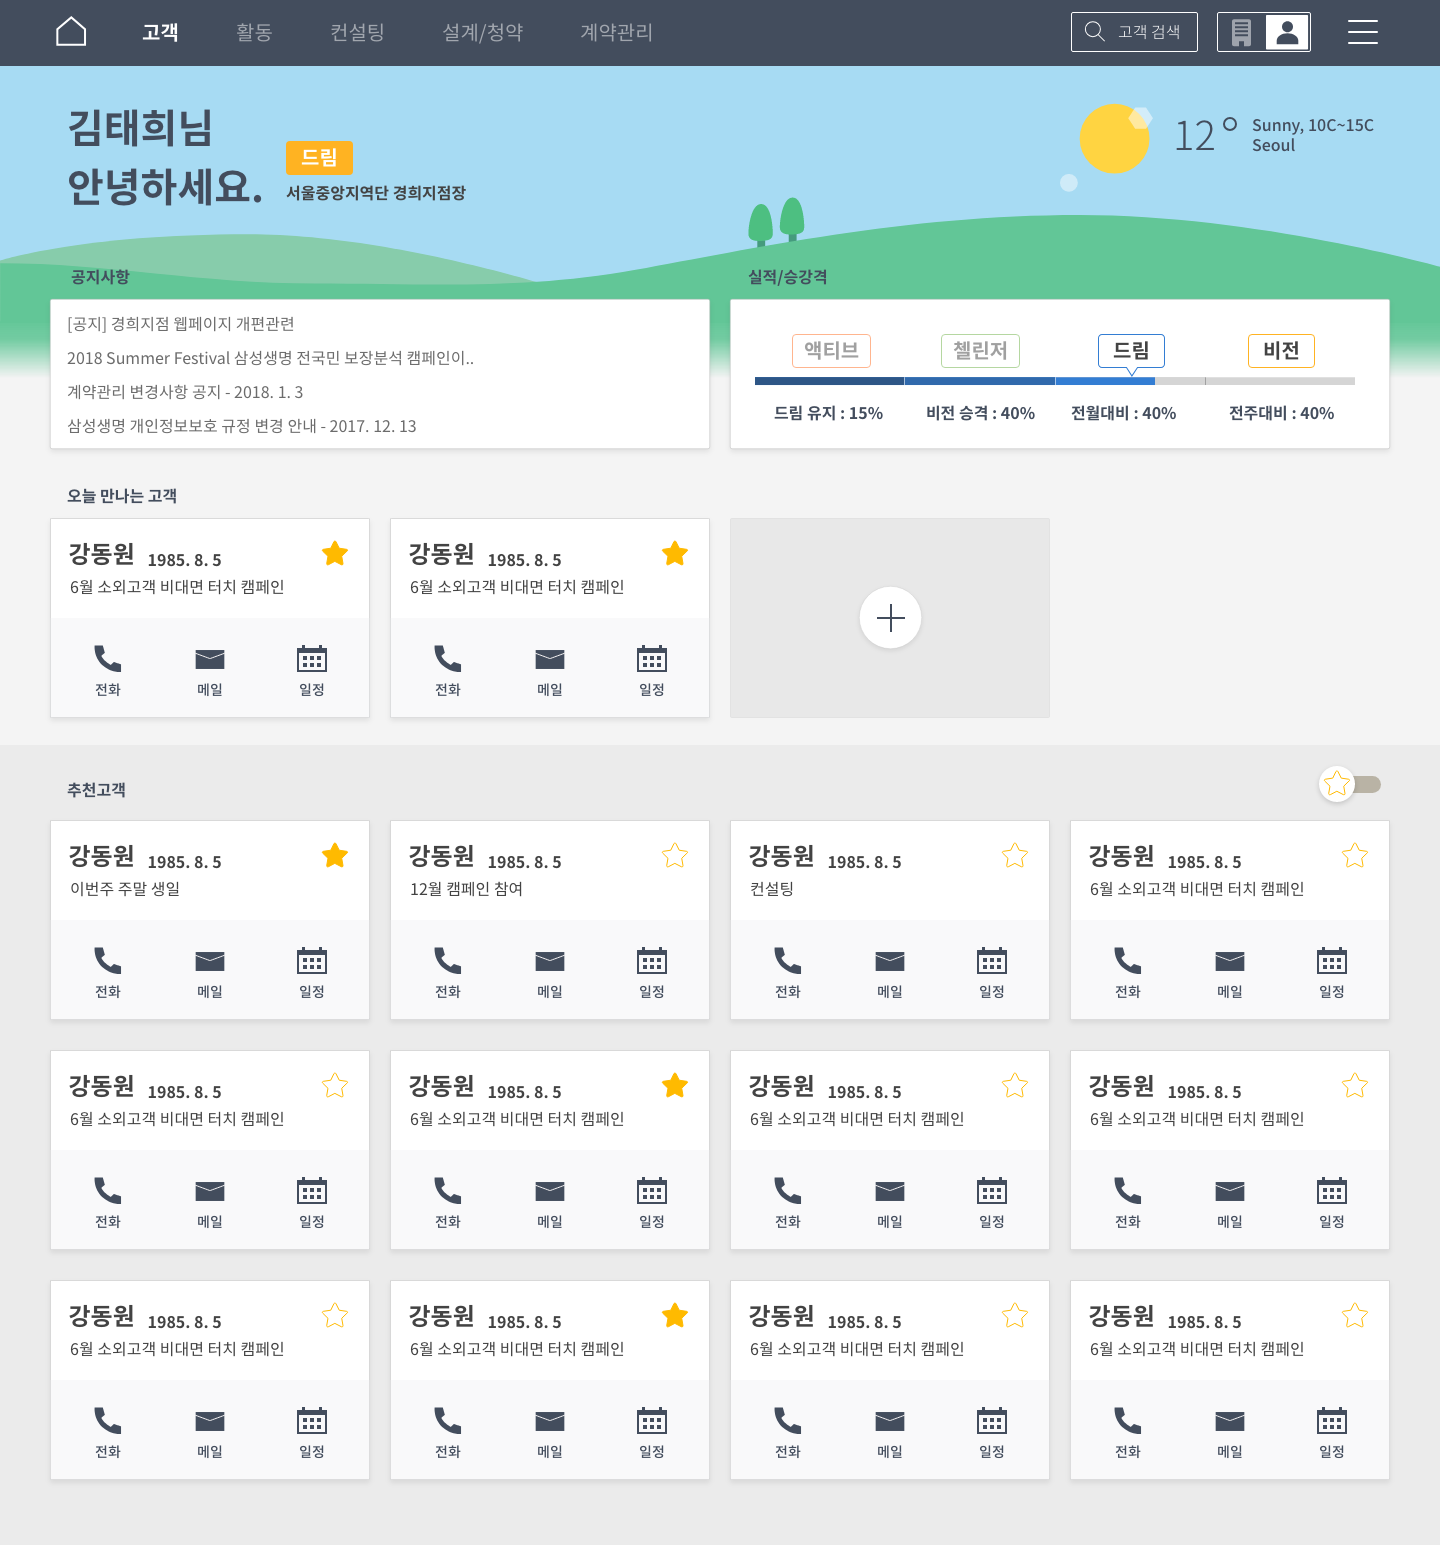 고객 활동 컨설팅 설계/청약 계약관리 고객 검색
김태희님
안녕하세요.
드림
서울중앙지역단 경희지점장
12° Sunny, 10C~15C
Seoul
공지사항
[공지] 경희지점 웹페이지 개편관련
2018 Summer Festival 삼성생명 전국민 보장분석 캠페인이..
계약관리 변경사항 공지 - 2018. 1. 3
삼성생명 개인정보보호 규정 변경 안내 - 2017. 12. 13
실적/승강격
액티브 챌린저 드림 비전
드림 유지 : 15% 비전 승격 : 40% 전월대비 : 40% 전주대비 : 40%
오늘 만나는 고객
강동원 1985. 8. 5
6월 소외고객 비대면 터치 캠페인
전화 메일 일정
강동원 1985. 8. 5
6월 소외고객 비대면 터치 캠페인
전화 메일 일정
추천고객
강동원 1985. 8. 5
이번주 주말 생일
전화 메일 일정
강동원 1985. 8. 5
12월 캠페인 참여
전화 메일 일정
강동원 1985. 8. 5
컨설팅
전화 메일 일정
강동원 1985. 8. 5
6월 소외고객 비대면 터치 캠페인
전화 메일 일정
강동원 1985. 8. 5
6월 소외고객 비대면 터치 캠페인
전화 메일 일정
강동원 1985. 8. 5
6월 소외고객 비대면 터치 캠페인
전화 메일 일정
강동원 1985. 8. 5
6월 소외고객 비대면 터치 캠페인
전화 메일 일정
강동원 1985. 8. 5
6월 소외고객 비대면 터치 캠페인
전화 메일 일정
강동원 1985. 8. 5
6월 소외고객 비대면 터치 캠페인
전화 메일 일정
강동원 1985. 8. 5
6월 소외고객 비대면 터치 캠페인
전화 메일 일정
강동원 1985. 8. 5
6월 소외고객 비대면 터치 캠페인
전화 메일 일정
강동원 1985. 8. 5
6월 소외고객 비대면 터치 캠페인
전화 메일 일정